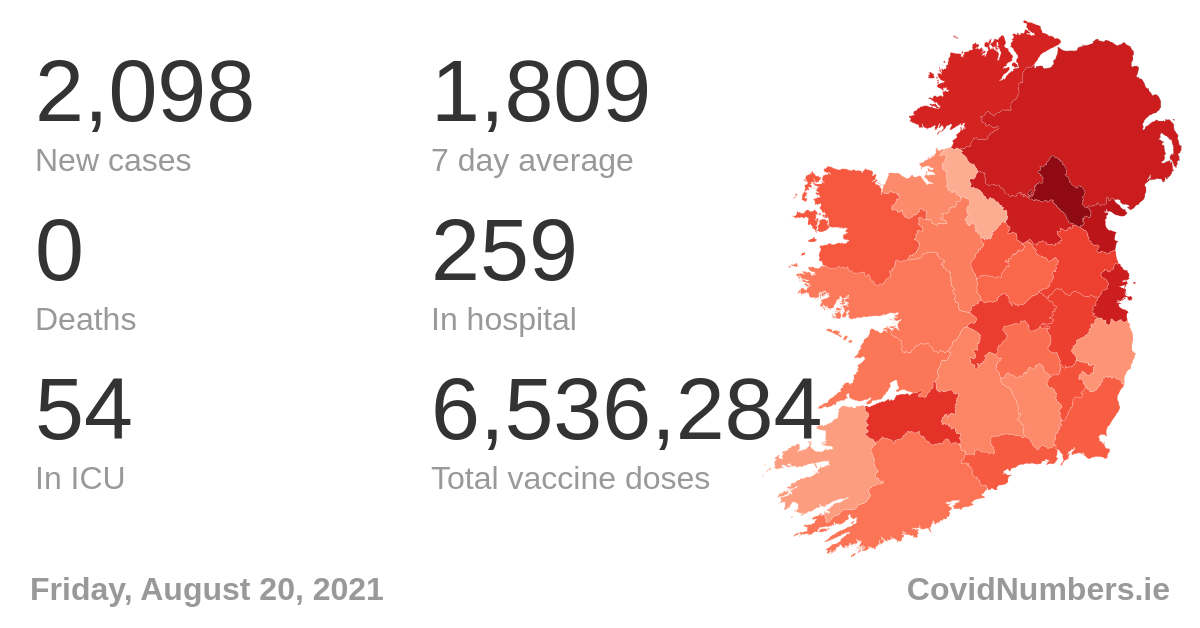 2,098
New cases
1,809
7 day average
0
Deaths
259
In hospital
54
In ICU
6,536,284
Total vaccine doses
Friday, August 20, 2021
CovidNumbers.ie